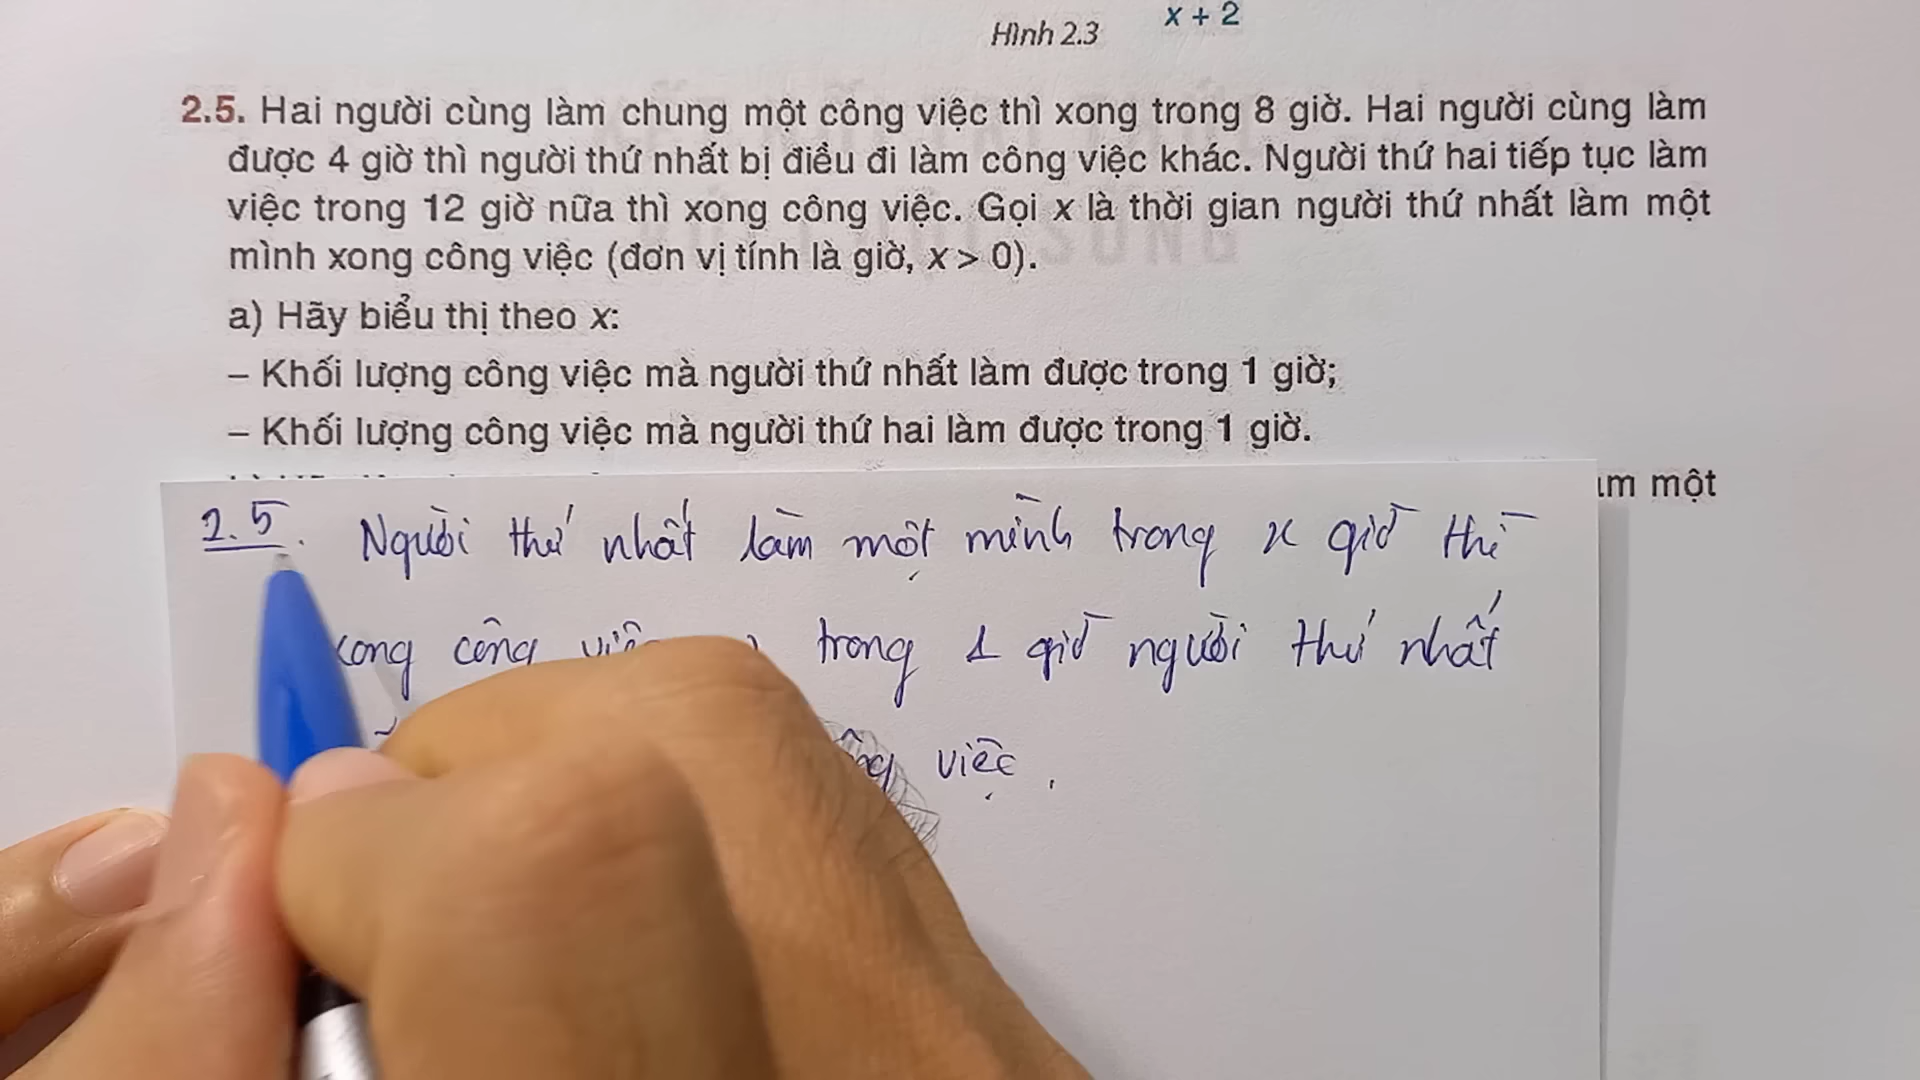 x + 2
Hình 2.3
2.5. Hai người cùng làm chung một công việc thì xong trong 8 giờ. Hai người cùng làm
được 4 giờ thì người thứ nhất bị điều đi làm công việc khác. Người thứ hai tiếp tục làm
việc trong 12 giờ nữa thì xong công việc. Gọi x là thời gian người thứ nhất làm một
mình xong công việc (đơn vị tính là giờ, x > 0).
a) Hãy biểu thị theo x:
– Khối lượng công việc mà người thứ nhất làm được trong 1 giờ;
– Khối lượng công việc mà người thứ hai làm được trong 1 giờ.
một
2.5. Người thứ nhất làm một mình trong x giờ thì
xong công trong 1 giờ người thứ nhất
việc.